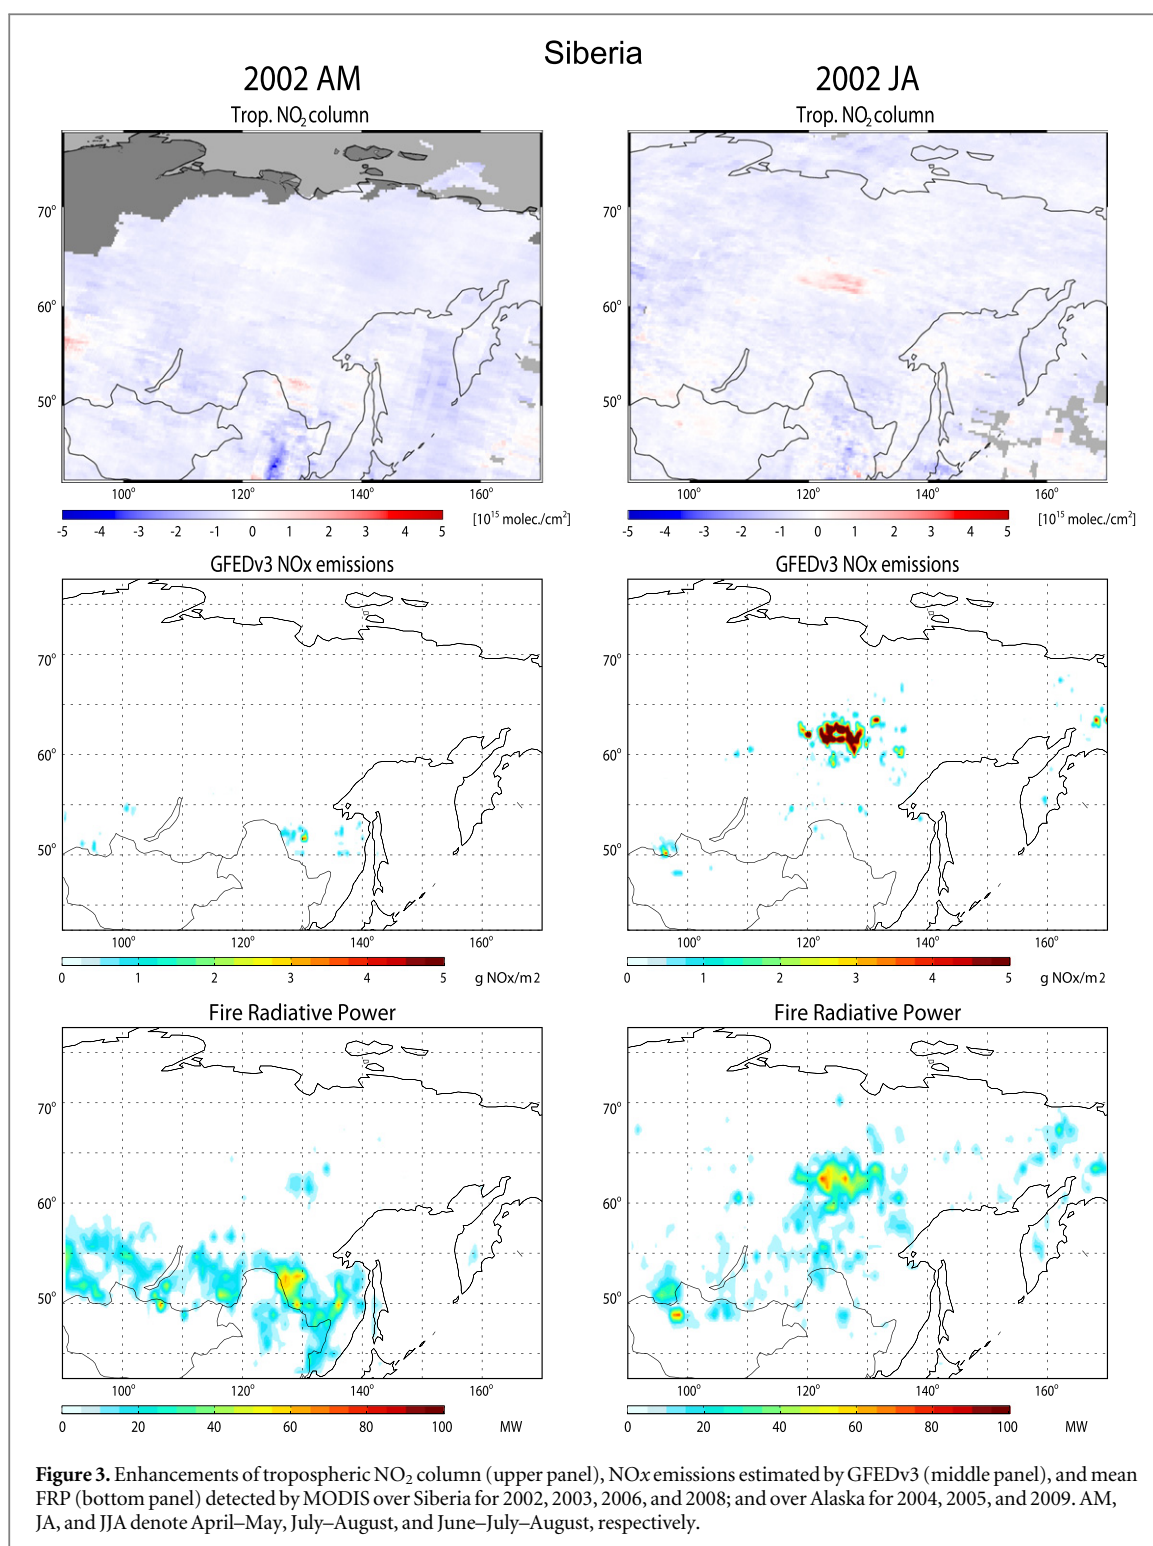 Siberia
2002 AM
2002 JA
Trop. NO2 column
Trop. NO2 column
70°
60°
50°
100° 120° 140° 160°
-5 -4 -3 -2 -1 0 1 2 3 4 5 [10^15 molec./cm^2]
70°
60°
50°
100° 120° 140° 160°
-5 -4 -3 -2 -1 0 1 2 3 4 5 [10^15 molec./cm^2]
GFEDv3 NOx emissions
GFEDv3 NOx emissions
70°
60°
50°
100° 120° 140° 160°
0 1 2 3 4 5 g NOx/m2
70°
60°
50°
100° 120° 140° 160°
0 1 2 3 4 5 g NOx/m2
Fire Radiative Power
Fire Radiative Power
70°
60°
50°
100° 120° 140° 160°
0 20 40 60 80 100 MW
70°
60°
50°
100° 120° 140° 160°
0 20 40 60 80 100 MW
Figure 3. Enhancements of tropospheric NO2 column (upper panel), NOx emissions estimated by GFEDv3 (middle panel), and mean
FRP (bottom panel) detected by MODIS over Siberia for 2002, 2003, 2006, and 2008; and over Alaska for 2004, 2005, and 2009. AM,
JA, and JJA denote April–May, July–August, and June–July–August, respectively.